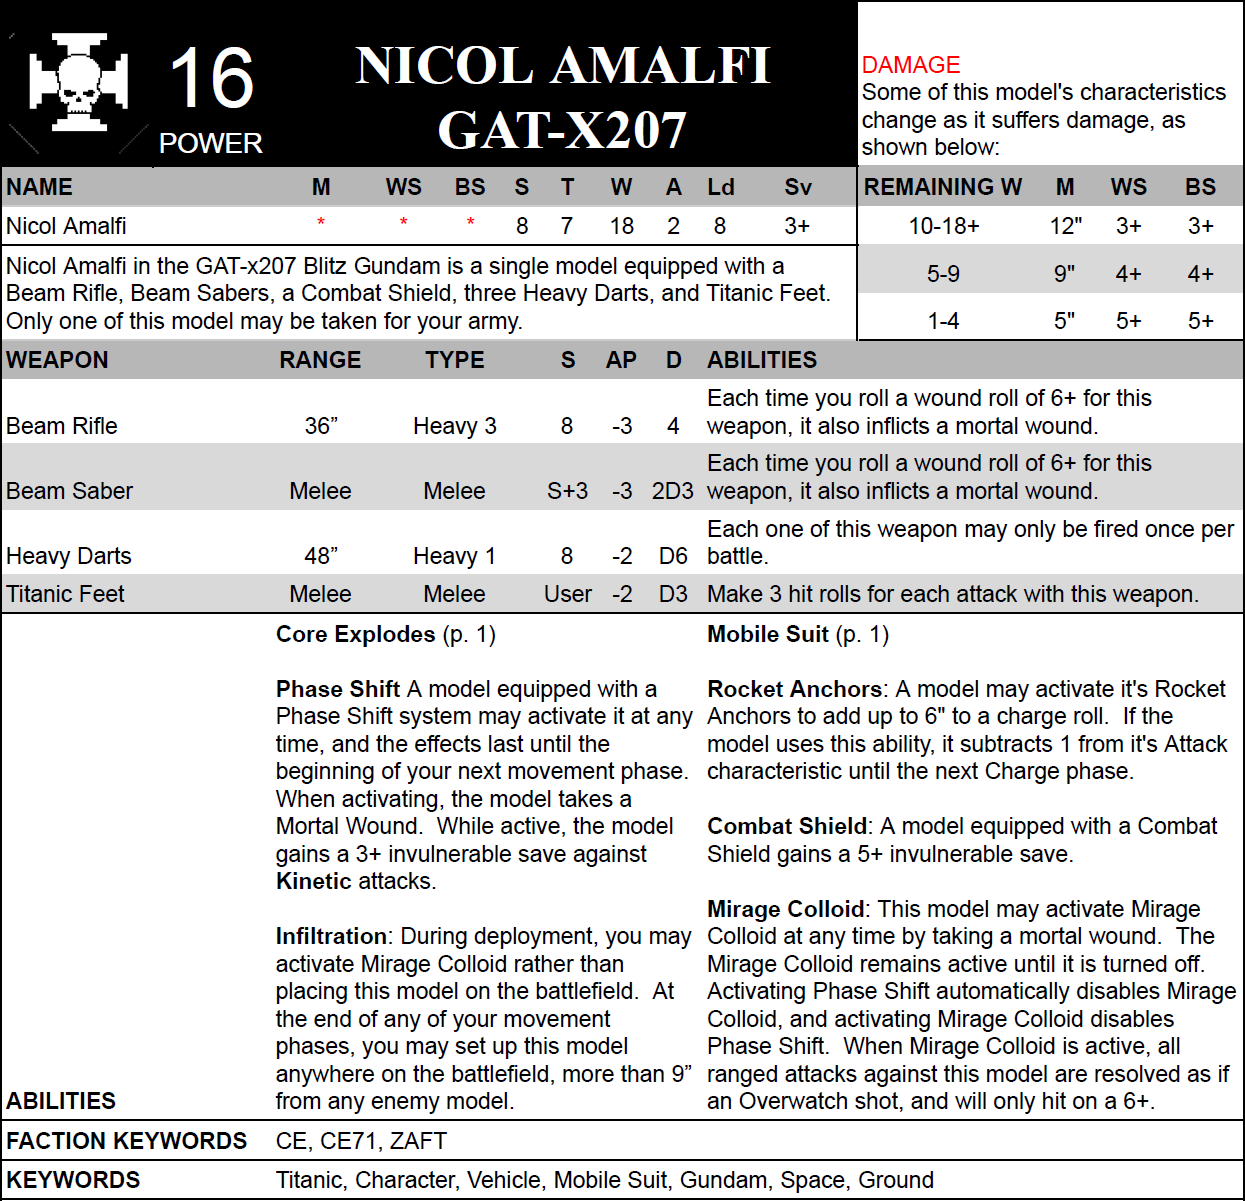 16
POWER
NICOL AMALFI
GAT-X207
DAMAGE
Some of this model's characteristics
change as it suffers damage, as
shown below:
NAME M WS BS S T W A Ld Sv
Nicol Amalfi * * * 8 7 18 2 8 3+
REMAINING W M WS BS
10-18+ 12" 3+ 3+
5-9 9" 4+ 4+
1-4 5" 5+ 5+
Nicol Amalfi in the GAT-x207 Blitz Gundam is a single model equipped with a
Beam Rifle, Beam Sabers, a Combat Shield, three Heavy Darts, and Titanic Feet.
Only one of this model may be taken for your army.
WEAPON RANGE TYPE S AP D ABILITIES
Beam Rifle 36” Heavy 3 8 -3 4
Each time you roll a wound roll of 6+ for this
weapon, it also inflicts a mortal wound.
Beam Saber Melee Melee S+3 -3 2D3
Each time you roll a wound roll of 6+ for this
weapon, it also inflicts a mortal wound.
Heavy Darts 48” Heavy 1 8 -2 D6
Each one of this weapon may only be fired once per
battle.
Titanic Feet Melee Melee User -2 D3 Make 3 hit rolls for each attack with this weapon.
ABILITIES
Core Explodes (p. 1)
Phase Shift A model equipped with a
Phase Shift system may activate it at any
time, and the effects last until the
beginning of your next movement phase.
When activating, the model takes a
Mortal Wound.  While active, the model
gains a 3+ invulnerable save against
Kinetic attacks.
Infiltration: During deployment, you may
activate Mirage Colloid rather than
placing this model on the battlefield.  At
the end of any of your movement
phases, you may set up this model
anywhere on the battlefield, more than 9”
from any enemy model.
Mobile Suit (p. 1)
Rocket Anchors: A model may activate it's Rocket
Anchors to add up to 6" to a charge roll.  If the
model uses this ability, it subtracts 1 from it's Attack
characteristic until the next Charge phase.
Combat Shield: A model equipped with a Combat
Shield gains a 5+ invulnerable save.
Mirage Colloid: This model may activate Mirage
Colloid at any time by taking a mortal wound.  The
Mirage Colloid remains active until it is turned off.
Activating Phase Shift automatically disables Mirage
Colloid, and activating Mirage Colloid disables
Phase Shift.  When Mirage Colloid is active, all
ranged attacks against this model are resolved as if
an Overwatch shot, and will only hit on a 6+.
FACTION KEYWORDS CE, CE71, ZAFT
KEYWORDS Titanic, Character, Vehicle, Mobile Suit, Gundam, Space, Ground